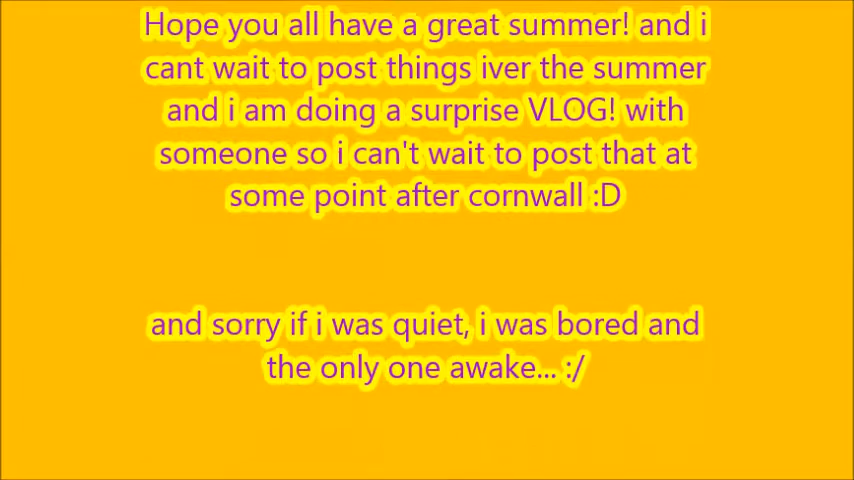 Hope you all have a great summer! and i
cant wait to post things iver the summer
and i am doing a surprise VLOG! with
someone so i can't wait to post that at
some point after cornwall :D
and sorry if i was quiet, i was bored and
the only one awake... :/